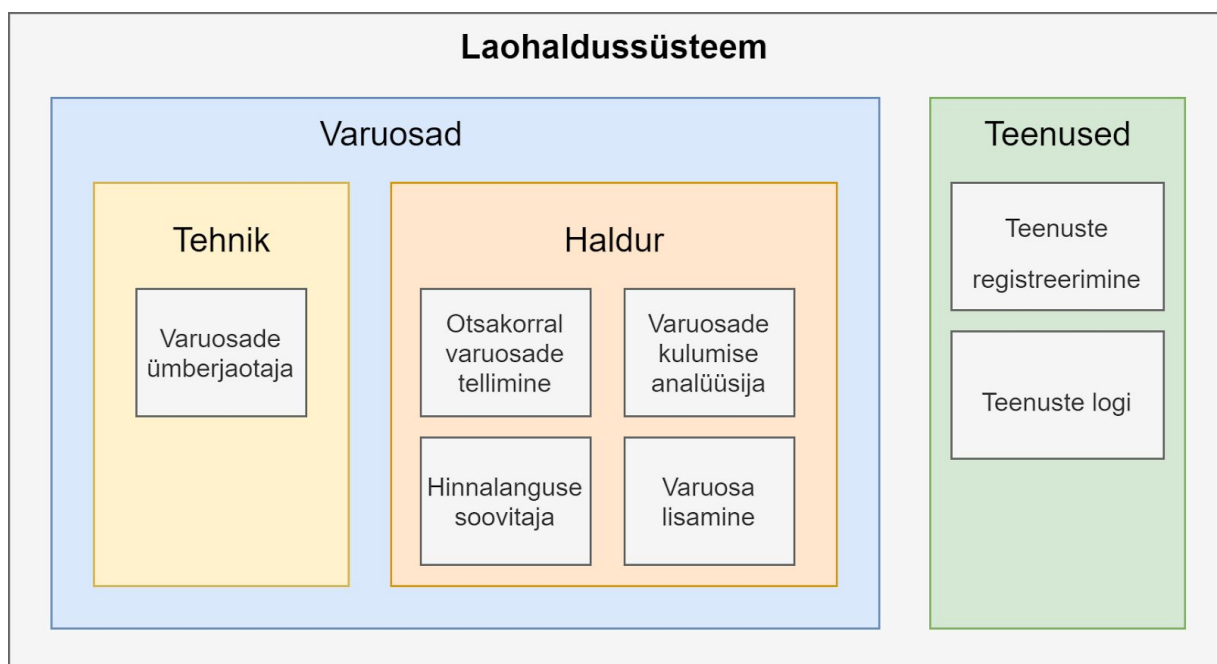 Laohaldussüsteem
Varuosad
Tehnik
Varuosade
ümberjaotaja
Haldur
Otsakorral
varuosade
tellimine
Varuosade
kulumise
analüüsija
Hinnalanguse
soovitaja
Varuosa
lisamine
Teenused
Teenuste
registreerimine
Teenuste logi